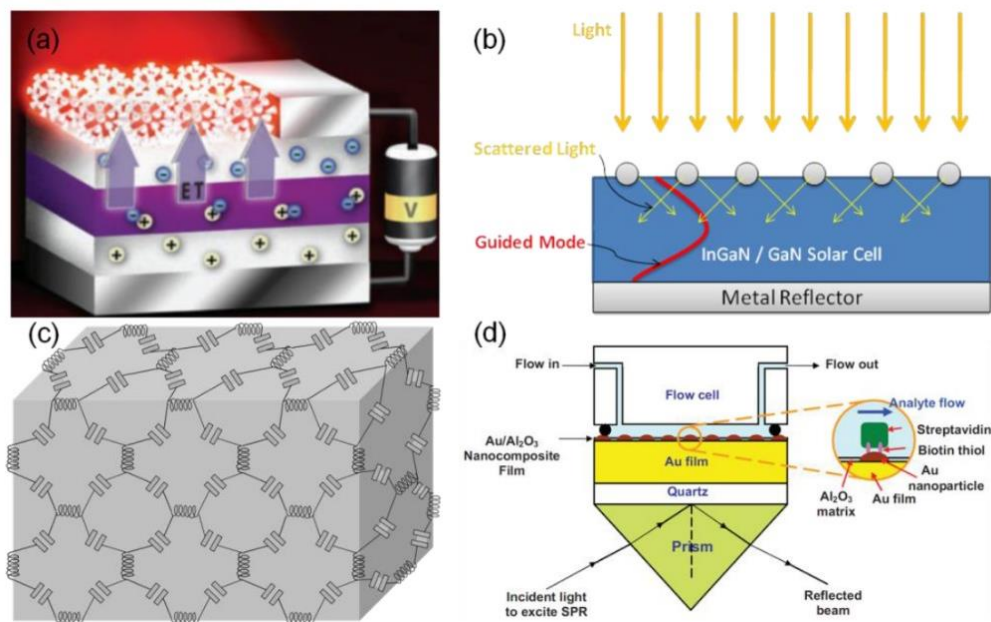 (a)
ET
V
(b)
Light
Scattered Light
Guided Mode
InGaN / GaN Solar Cell
Metal Reflector
(c)
(d)
Flow in
Flow out
Flow cell
Au/Al₂O₃
Nanocomposite
Film
Au film
Quartz
Prism
Incident light
to excite SPR
Reflected
beam
Analyte flow
Streptavidin
Biotin thiol
Au
nanoparticle
Al₂O₃
matrix
Au film